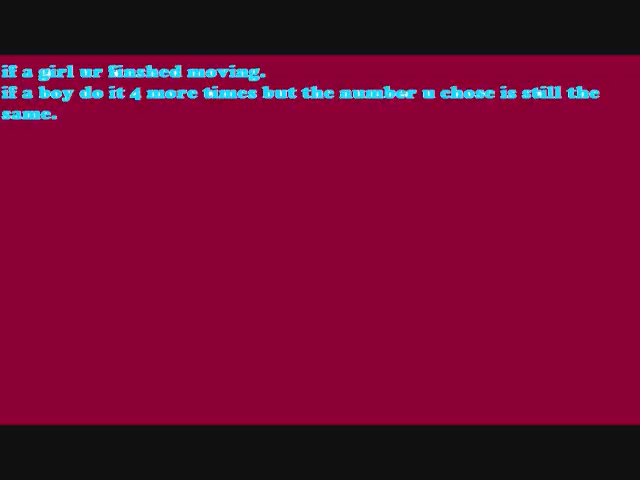 if a girl ur finshed moving.
if a boy do it 4 more times but the number u chose is still the
same.